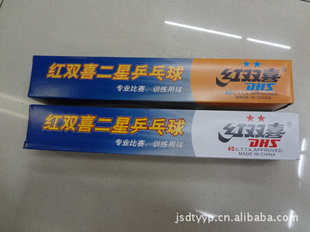 红双喜二星乒乓球
专业比赛、训练用球
红双喜
DHS
MADE IN CHINA
红双喜二星乒乓球
专业比赛、训练用球
红双喜
DHS
40 C.T.T.A. APPROVED
MADE IN CHINA
jsdtyyp.cn.alibaba.com